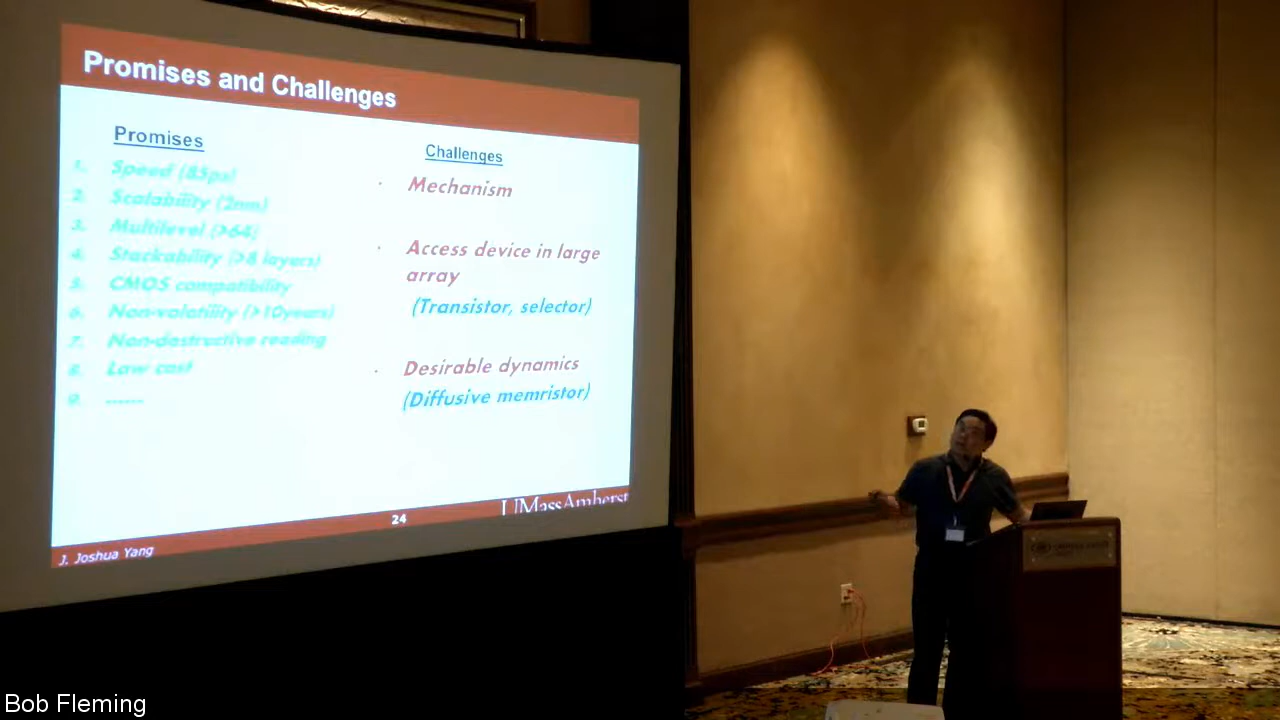 Promises and Challenges
Promises
1. Speed (85ps)
2. Scalability (2nm)
3. Multilevel (>64)
4. Stackability (>8 layers)
5. CMOS compatibility
6. Non-volatility (>10years)
7. Non-destructive reading
8. Low cost
9. ......
Challenges
· Mechanism
· Access device in large
array
(Transistor, selector)
· Desirable dynamics
(Diffusive memristor)
UMassAmherst
24
J. Joshua Yang
Bob Fleming